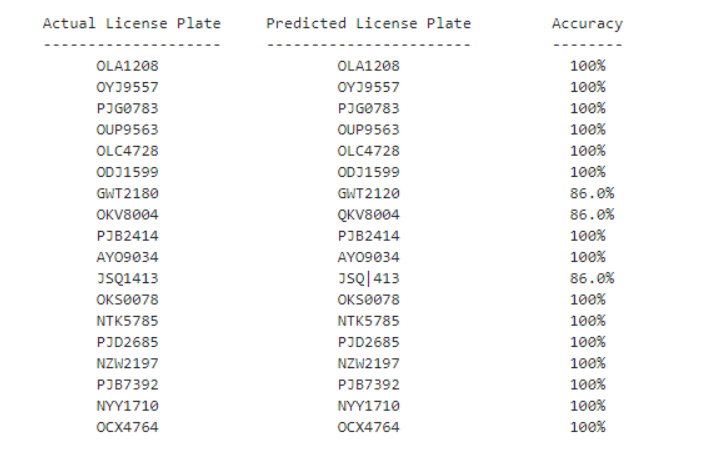 Actual License Plate Predicted License Plate Accuracy
-------------------- ----------------------- --------
OLA1208 OLA1208 100%
OYJ9557 OYJ9557 100%
PJG0783 PJG0783 100%
OUP9563 OUP9563 100%
OLC4728 OLC4728 100%
ODJ1599 ODJ1599 100%
GWT2180 GWT2120 86.0%
OKV8004 QKV8004 86.0%
PJB2414 PJB2414 100%
AYO9034 AYO9034 100%
JSQ1413 JSQ|413 86.0%
OKS0078 OKS0078 100%
NTK5785 NTK5785 100%
PJD2685 PJD2685 100%
NZW2197 NZW2197 100%
PJB7392 PJB7392 100%
NYY1710 NYY1710 100%
OCX4764 OCX4764 100%